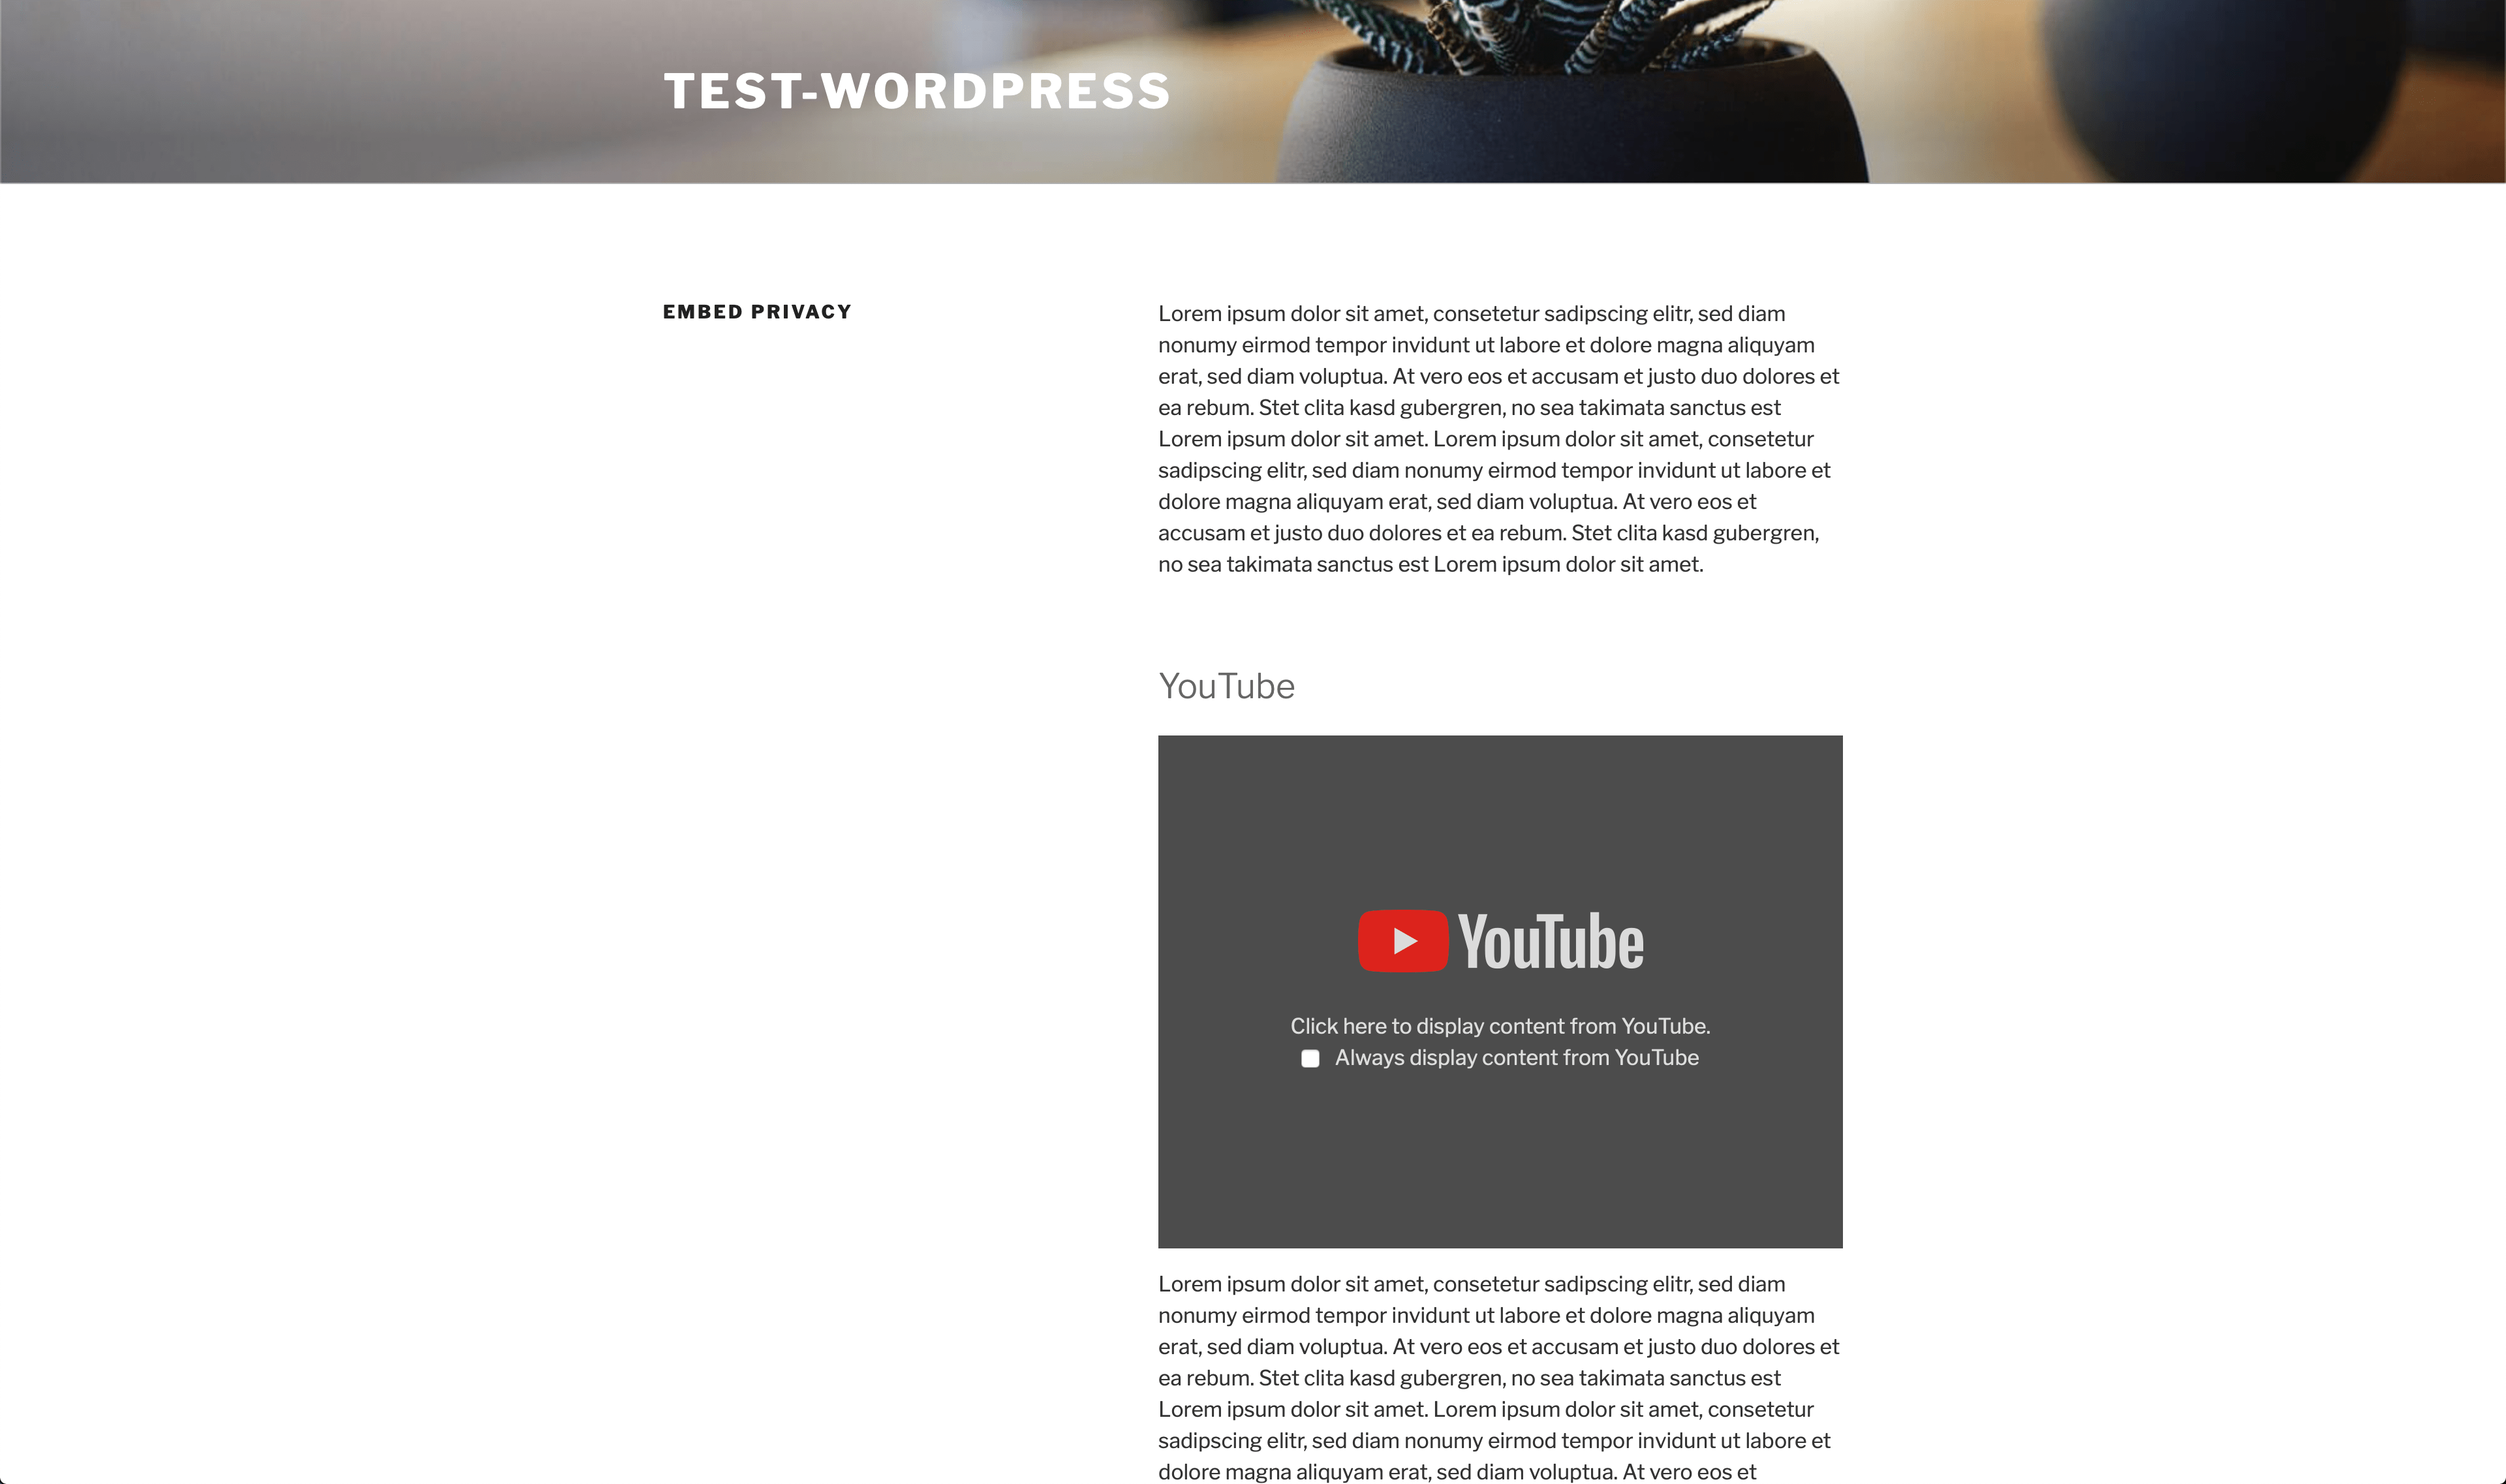 TEST-WORDPRESS
EMBED PRIVACY
Lorem ipsum dolor sit amet, consetetur sadipscing elitr, sed diam
nonumy eirmod tempor invidunt ut labore et dolore magna aliquyam
erat, sed diam voluptua. At vero eos et accusam et justo duo dolores et
ea rebum. Stet clita kasd gubergren, no sea takimata sanctus est
Lorem ipsum dolor sit amet. Lorem ipsum dolor sit amet, consetetur
sadipscing elitr, sed diam nonumy eirmod tempor invidunt ut labore et
dolore magna aliquyam erat, sed diam voluptua. At vero eos et
accusam et justo duo dolores et ea rebum. Stet clita kasd gubergren,
no sea takimata sanctus est Lorem ipsum dolor sit amet.
YouTube
YouTube
Click here to display content from YouTube.
Always display content from YouTube
Lorem ipsum dolor sit amet, consetetur sadipscing elitr, sed diam
nonumy eirmod tempor invidunt ut labore et dolore magna aliquyam
erat, sed diam voluptua. At vero eos et accusam et justo duo dolores et
ea rebum. Stet clita kasd gubergren, no sea takimata sanctus est
Lorem ipsum dolor sit amet. Lorem ipsum dolor sit amet, consetetur
sadipscing elitr, sed diam nonumy eirmod tempor invidunt ut labore et
dolore magna aliquyam erat, sed diam voluptua. At vero eos et